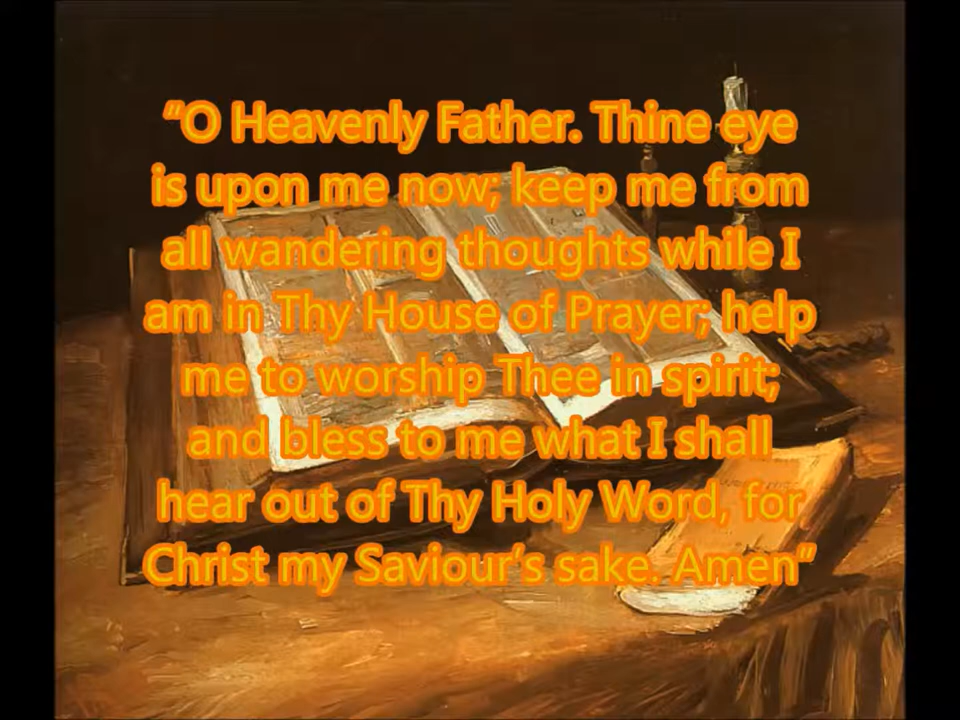 "O Heavenly Father. Thine eye
is upon me now; keep me from
all wandering thoughts while I
am in Thy House of Prayer; help
me to worship Thee in spirit;
and bless to me what I shall
hear out of Thy Holy Word, for
Christ my Saviour's sake. Amen"